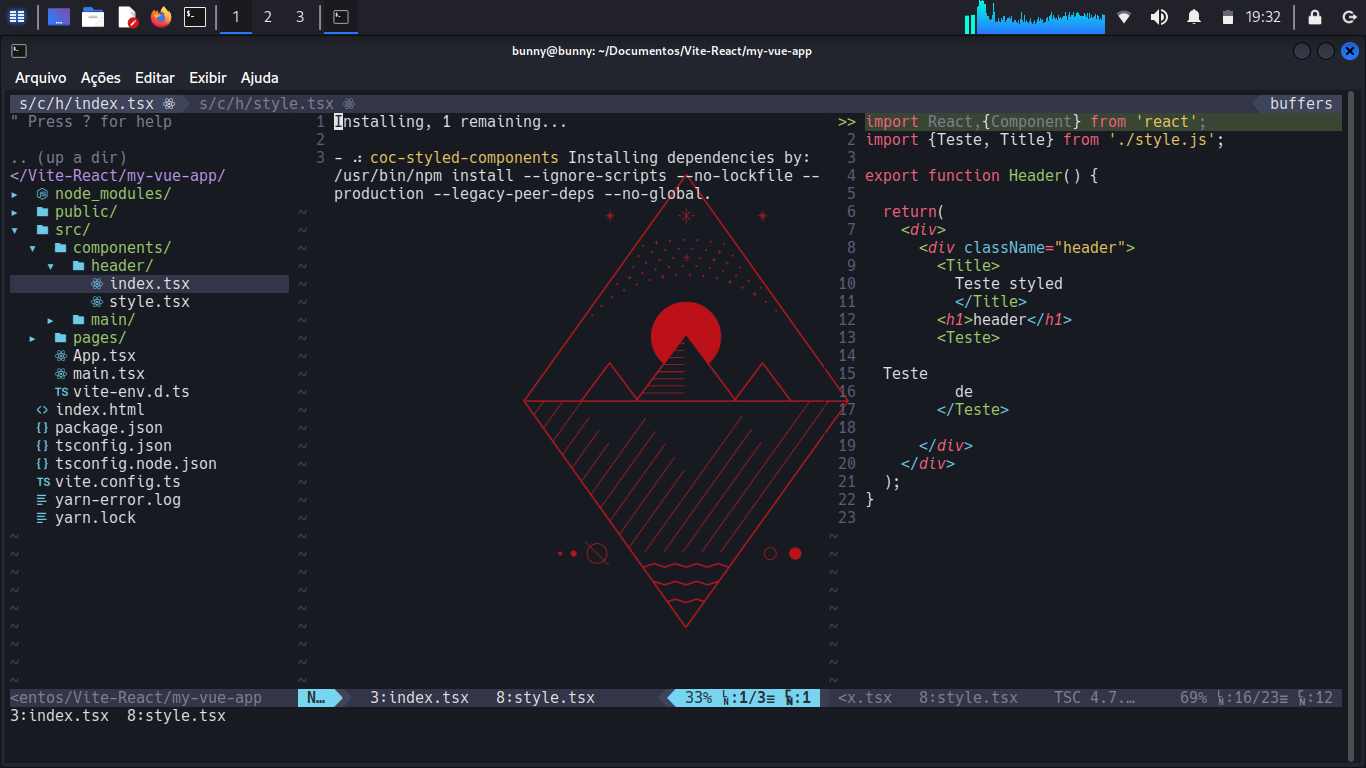 1 2 3 19:32
bunny@bunny: ~/Documentos/Vite-React/my-vue-app
Arquivo Ações Editar Exibir Ajuda
s/c/h/index.tsx s/c/h/style.tsx buffers
" Press ? for help
.. (up a dir)
</Vite-React/my-vue-app/
node_modules/
public/
src/
components/
header/
index.tsx
style.tsx
main/
pages/
App.tsx
main.tsx
TS vite-env.d.ts
<> index.html
{} package.json
{} tsconfig.json
{} tsconfig.node.json
TS vite.config.ts
yarn-error.log
yarn.lock
1 Installing, 1 remaining...
2
3 - coc-styled-components Installing dependencies by:
/usr/bin/npm install --ignore-scripts --no-lockfile --
production --legacy-peer-deps --no-global.
>> import React,{Component} from 'react';
2 import {Teste, Title} from './style.js';
3
4 export function Header() {
5
6 return(
7 <div>
8 <div className="header">
9 <Title>
10 Teste styled
11 </Title>
12 <h1>header</h1>
13 <Teste>
14
15 Teste
16 de
17 </Teste>
18
19 </div>
20 </div>
21 );
22 }
23
<entos/Vite-React/my-vue-app N… 3:index.tsx 8:style.tsx 33% LN:1/3≡ CN:1 <x.tsx 8:style.tsx TSC 4.7.… 69% LN:16/23≡ CN:12
3:index.tsx 8:style.tsx